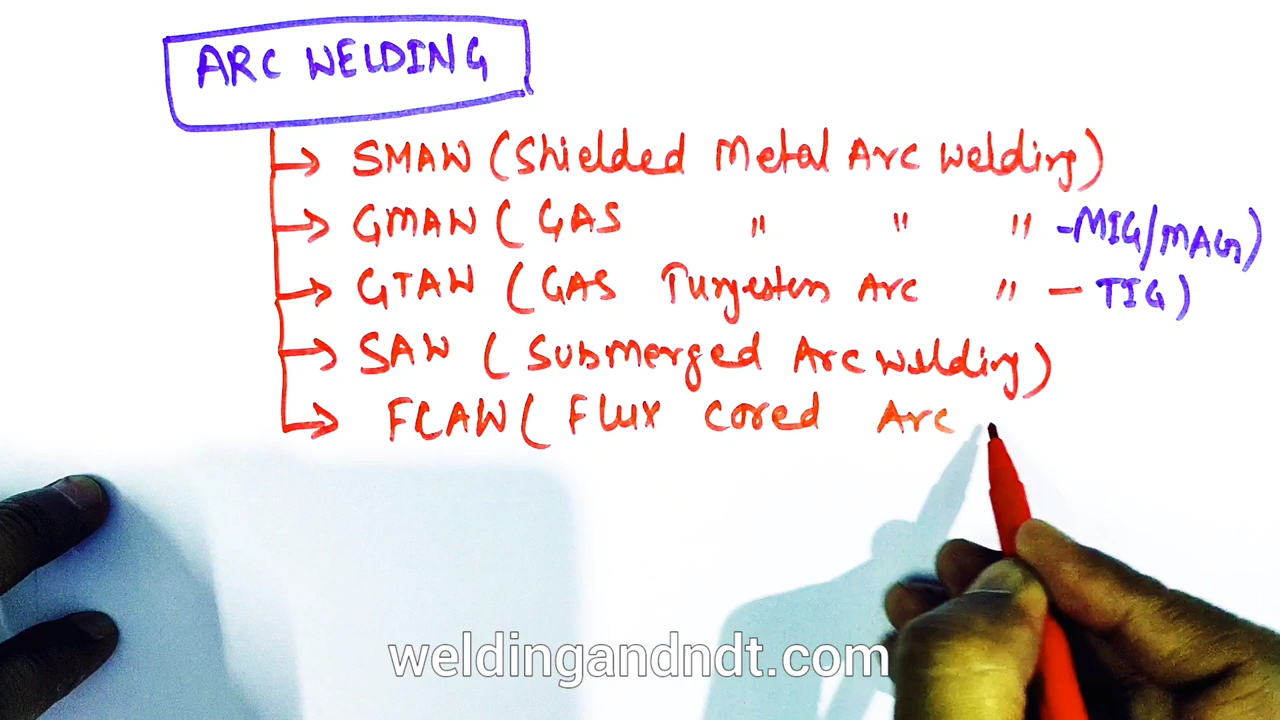 ARC WELDING
SMAW (Shielded Metal Arc Welding)
GMAW (GAS " " " -MIG/MAG)
GTAW (GAS Tungesten Arc " - TIG)
SAW (Submerged Arc Welding)
FCAW (Flux cored Arc
weldingandndt.com